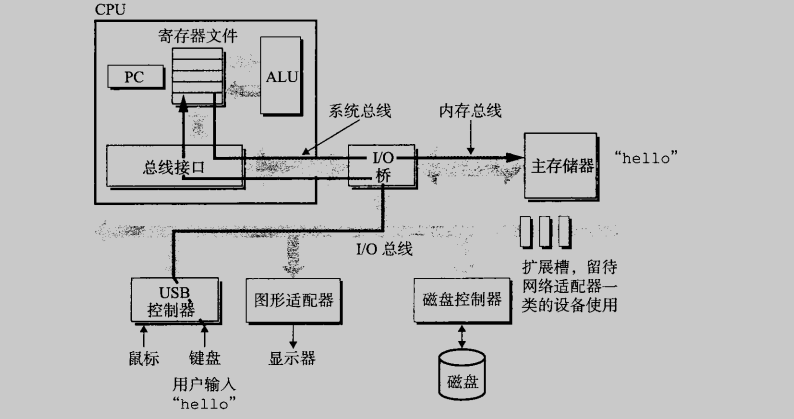 CPU
寄存器文件
PC
ALU
系统总线
内存总线
总线接口
I/O
桥
主存储器
“hello”
I/O 总线
扩展槽，留待
网络适配器一
类的设备使用
USB
控制器
图形适配器
磁盘控制器
鼠标
键盘
显示器
磁盘
用户输入
“hello”